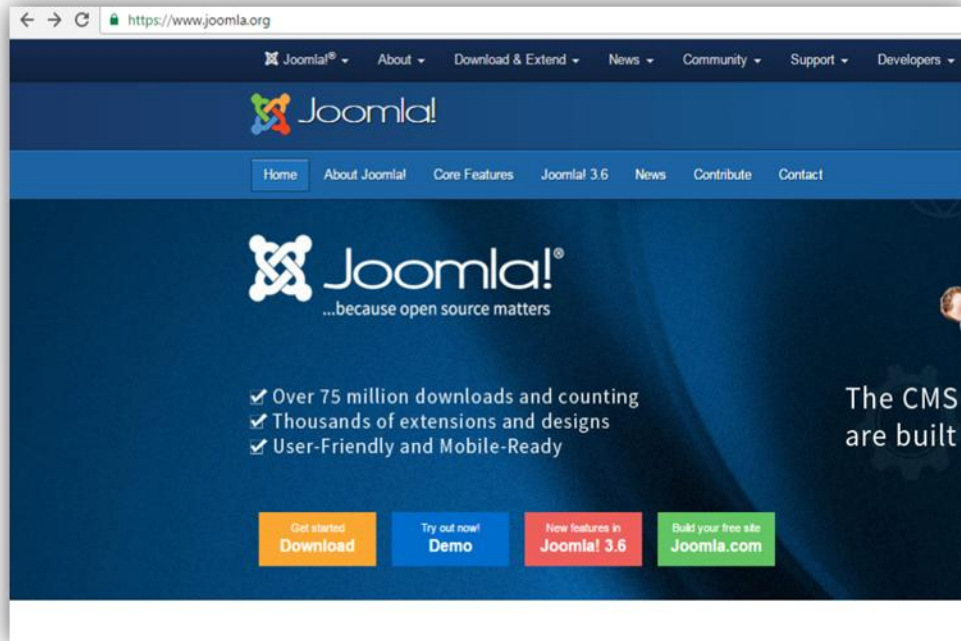 https://www.joomla.org
Joomla!® About Download & Extend News Community Support Developers
Joomla!
Home About Joomla! Core Features Joomla! 3.6 News Contribute Contact
Joomla!®
...because open source matters
Over 75 million downloads and counting
Thousands of extensions and designs
User-Friendly and Mobile-Ready
The CMS
are built
Get started
Download
Try out now!
Demo
New features in
Joomla! 3.6
Build your free site
Joomla.com